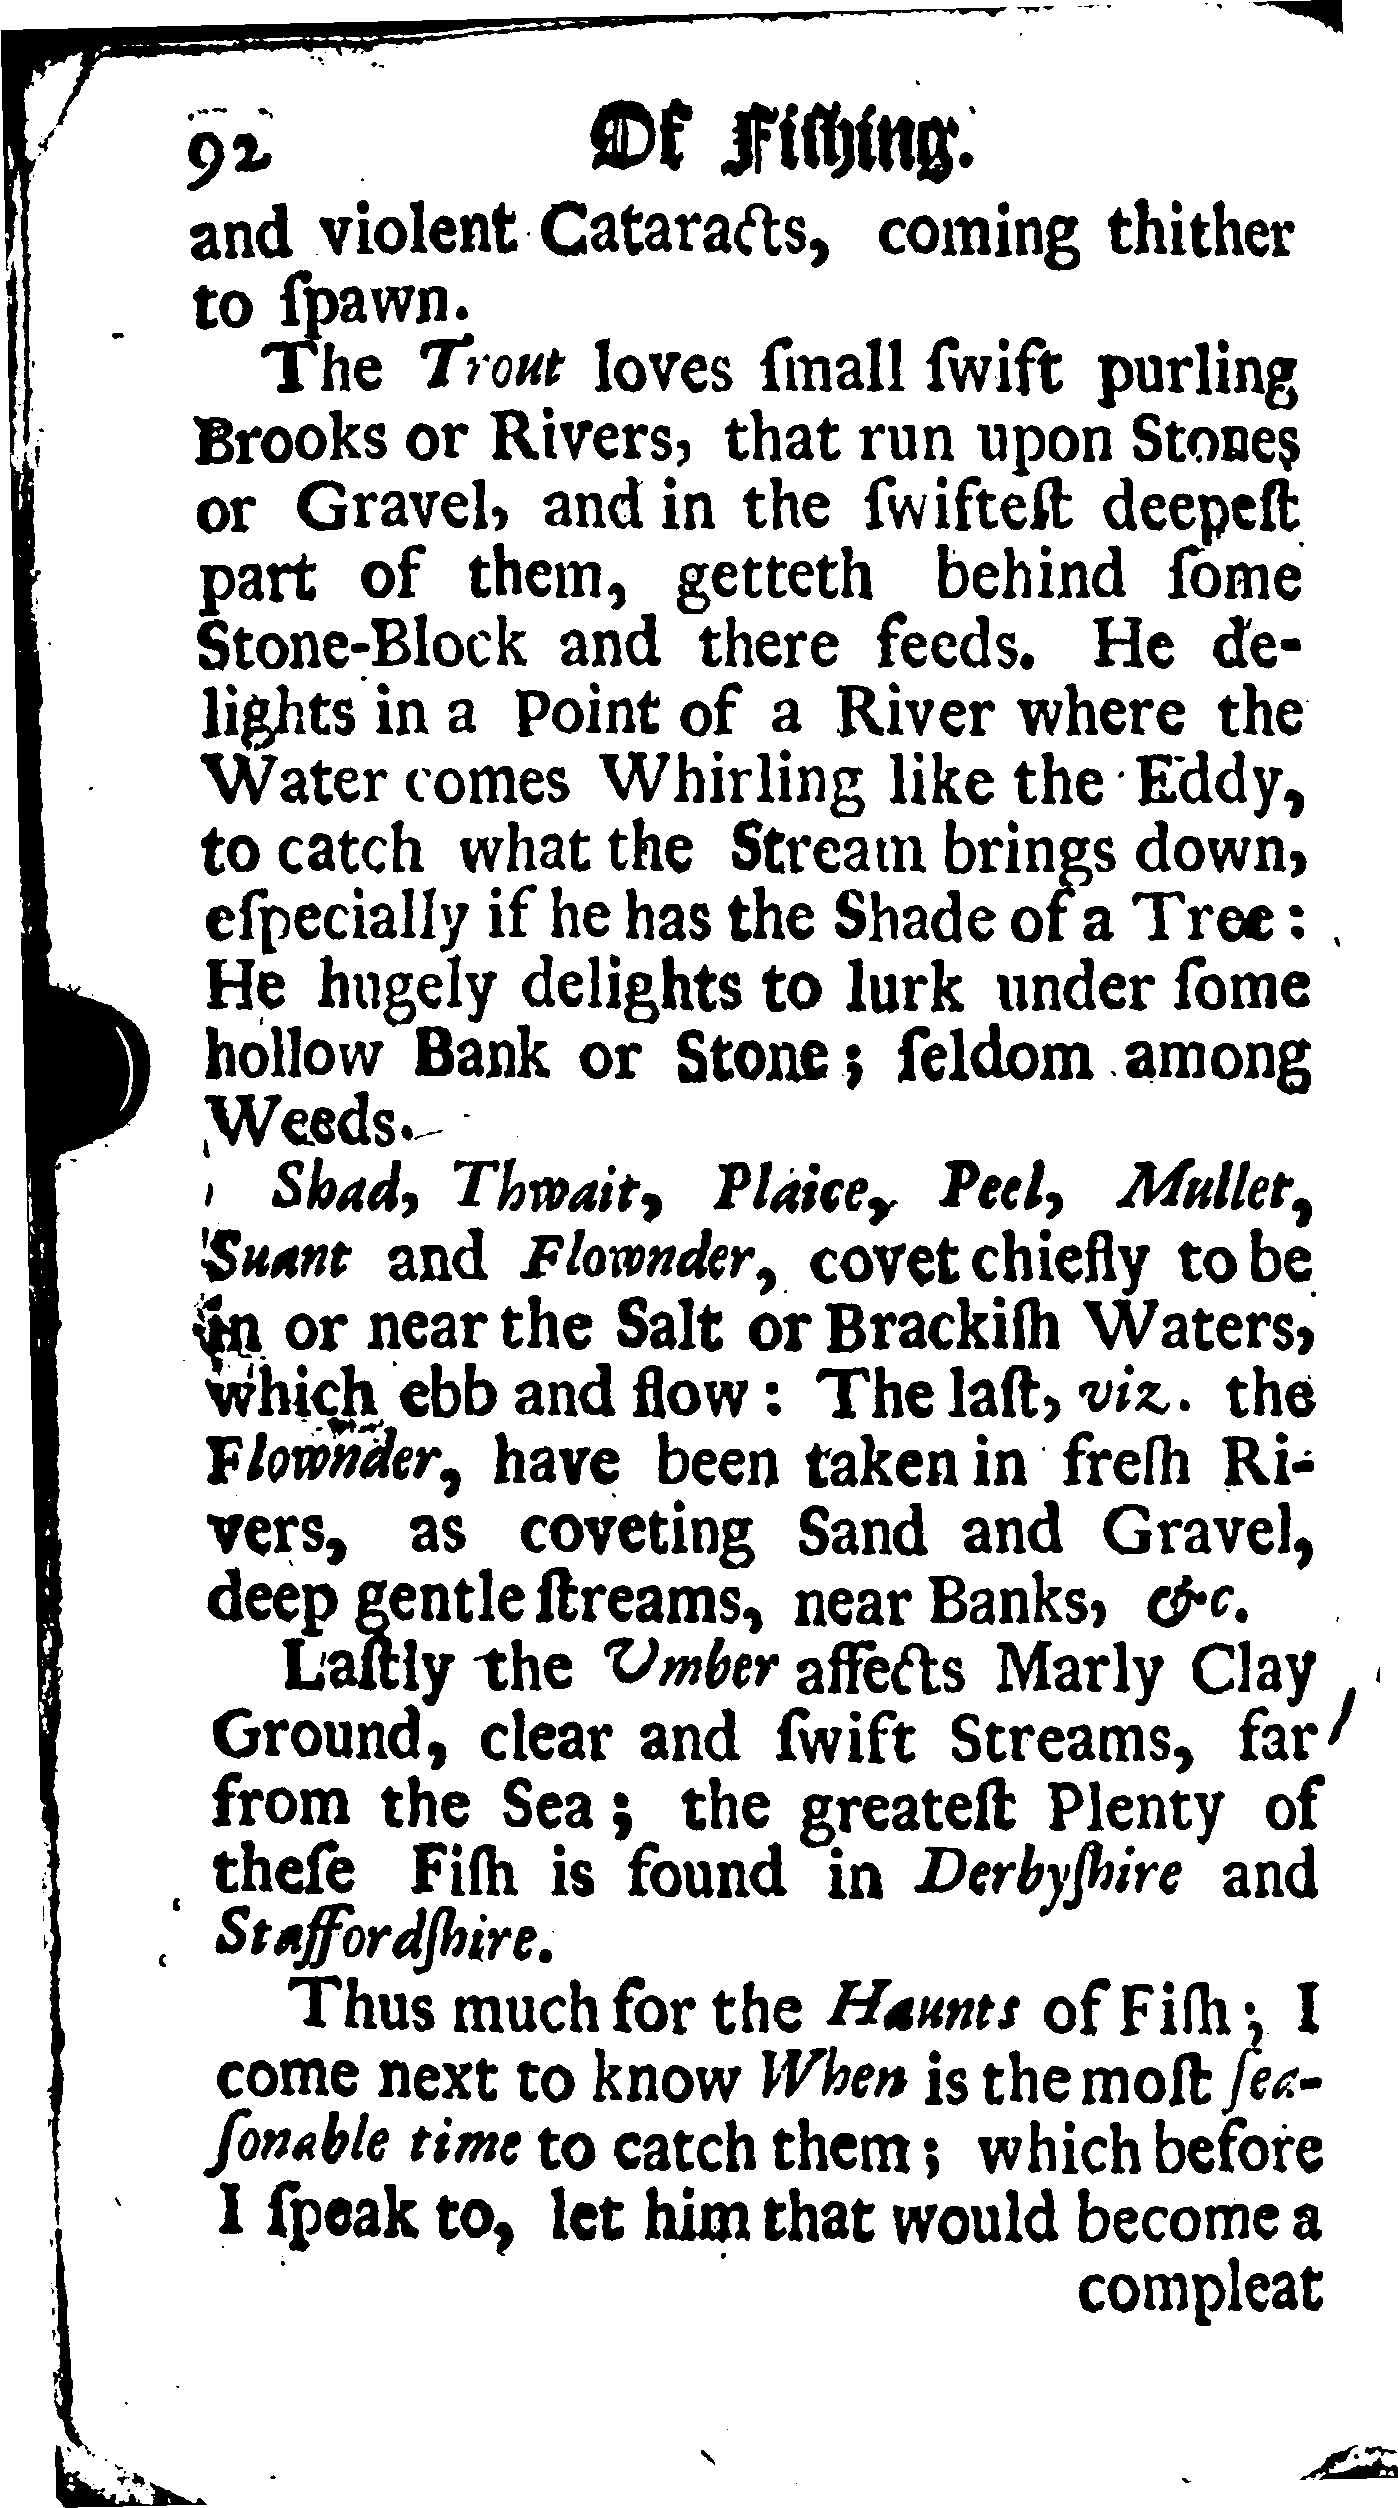 92 Of Fiſhing.
and violent Cataracts, coming thither
to ſpawn.
The Trout loves ſmall ſwift purling
Brooks or Rivers, that run upon Stones
or Gravel, and in the ſwifteſt deepeſt
part of them, getteth behind ſome
Stone-Block and there feeds. He de-
lights in a Point of a River where the
Water comes Whirling like the Eddy,
to catch what the Stream brings down,
eſpecially if he has the Shade of a Tree:
He hugely delights to lurk under ſome
hollow Bank or Stone; ſeldom among
Weeds.
Shad, Thwait, Plaice, Peel, Mullet,
Suant and Flownder, covet chiefly to be
in or near the Salt or Brackiſh Waters,
which ebb and flow: The laſt, viz. the
Flownder, have been taken in freſh Ri-
vers, as coveting Sand and Gravel,
deep gentle ſtreams, near Banks, &c.
Laſtly the Umber affects Marly Clay
Ground, clear and ſwift Streams, far
from the Sea; the greateſt Plenty of
theſe Fiſh is found in Derbyſhire and
Staffordſhire.
Thus much for the Haunts of Fiſh; I
come next to know When is the moſt ſea-
ſonable time to catch them; which before
I ſpeak to, let him that would become a
compleat